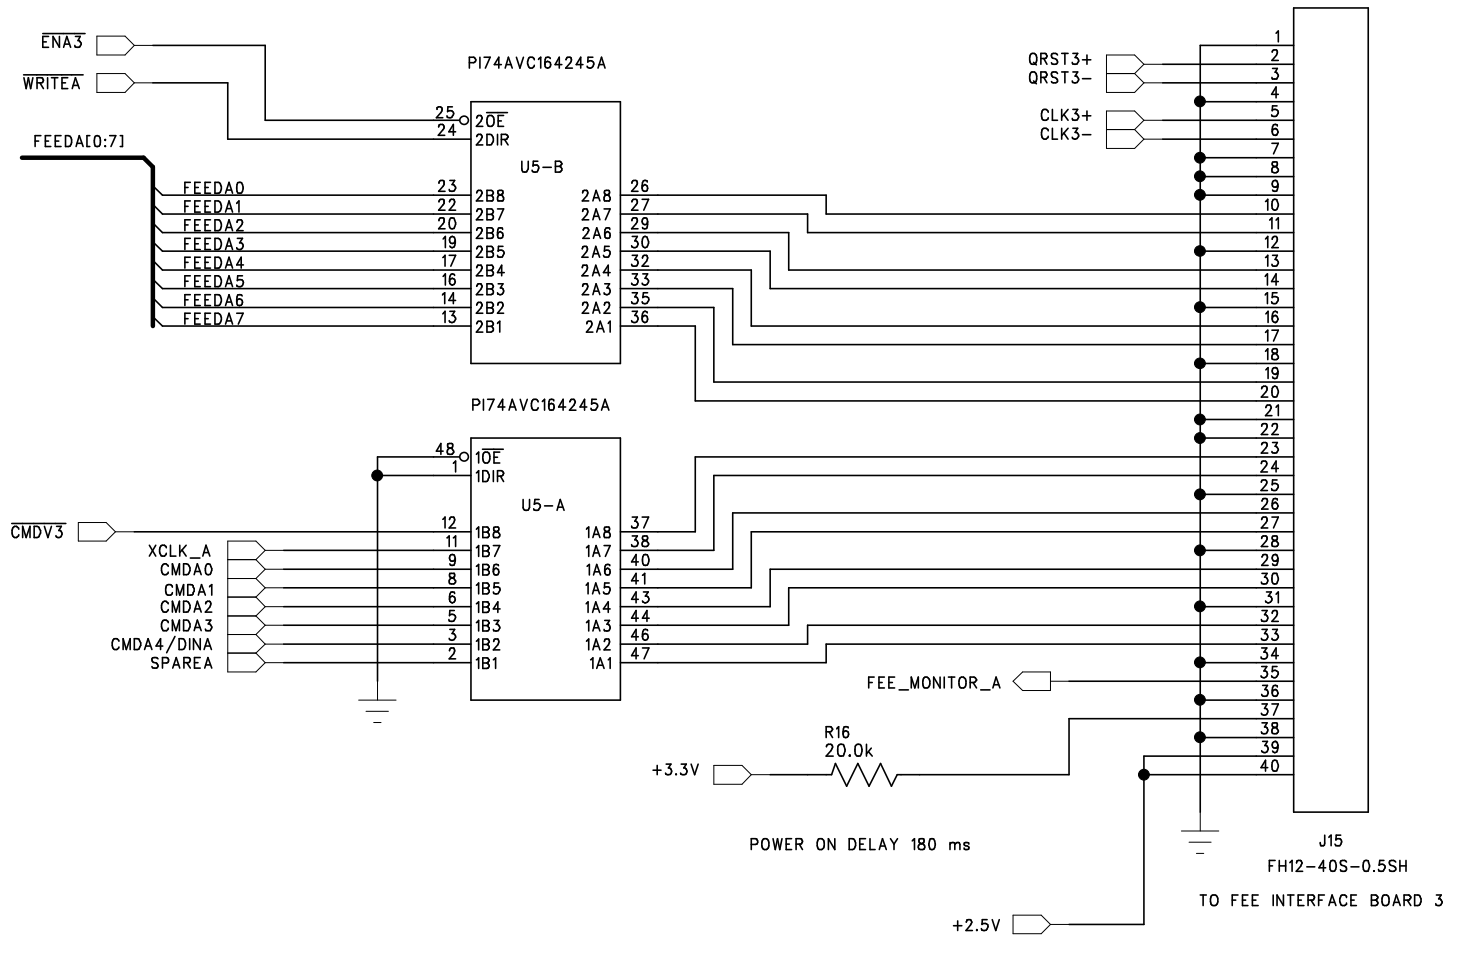 ENA3
WRITEA
FEEDA[0:7]
FEEDA0
FEEDA1
FEEDA2
FEEDA3
FEEDA4
FEEDA5
FEEDA6
FEEDA7
PI74AVC164245A
25 2OE
24 2DIR
U5-B
23 2B8 2A8 26
22 2B7 2A7 27
20 2B6 2A6 29
19 2B5 2A5 30
17 2B4 2A4 32
16 2B3 2A3 33
14 2B2 2A2 35
13 2B1 2A1 36
PI74AVC164245A
48 1OE
1 1DIR
U5-A
CMDV3 12 1B8 1A8 37
XCLK_A 11 1B7 1A7 38
CMDA0 9 1B6 1A6 40
CMDA1 8 1B5 1A5 41
CMDA2 6 1B4 1A4 43
CMDA3 5 1B3 1A3 44
CMDA4/DINA 3 1B2 1A2 46
SPAREA 2 1B1 1A1 47
QRST3+
QRST3-
CLK3+
CLK3-
1
2
3
4
5
6
7
8
9
10
11
12
13
14
15
16
17
18
19
20
21
22
23
24
25
26
27
28
29
30
31
32
33
34
35
36
37
38
39
40
FEE_MONITOR_A
R16
20.0k
+3.3V
POWER ON DELAY 180 ms
+2.5V
J15
FH12-40S-0.5SH
TO FEE INTERFACE BOARD 3